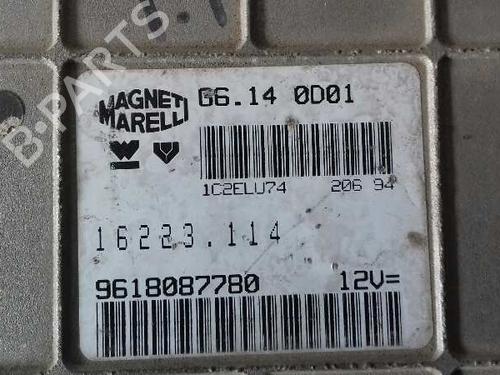 B-PARTS
MAGNETI MARELLI
G6.14 0D01
1C2ELU74 206 94
16223.114
9618087780 12V=